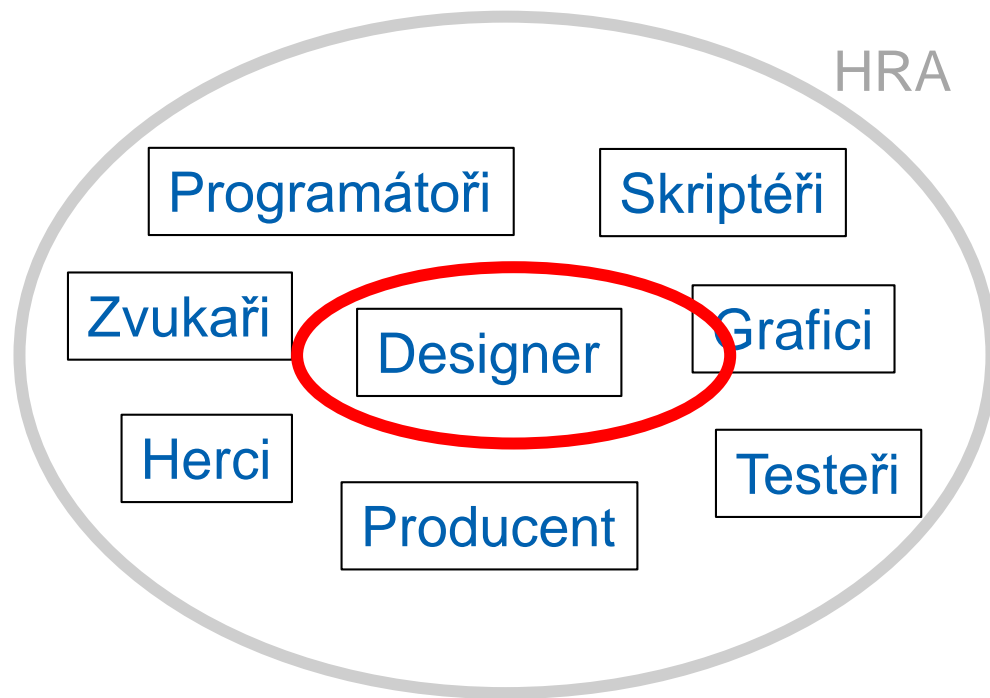 HRA
Programátoři
Skriptéři
Zvukaři
Designer
Grafici
Herci
Testeři
Producent